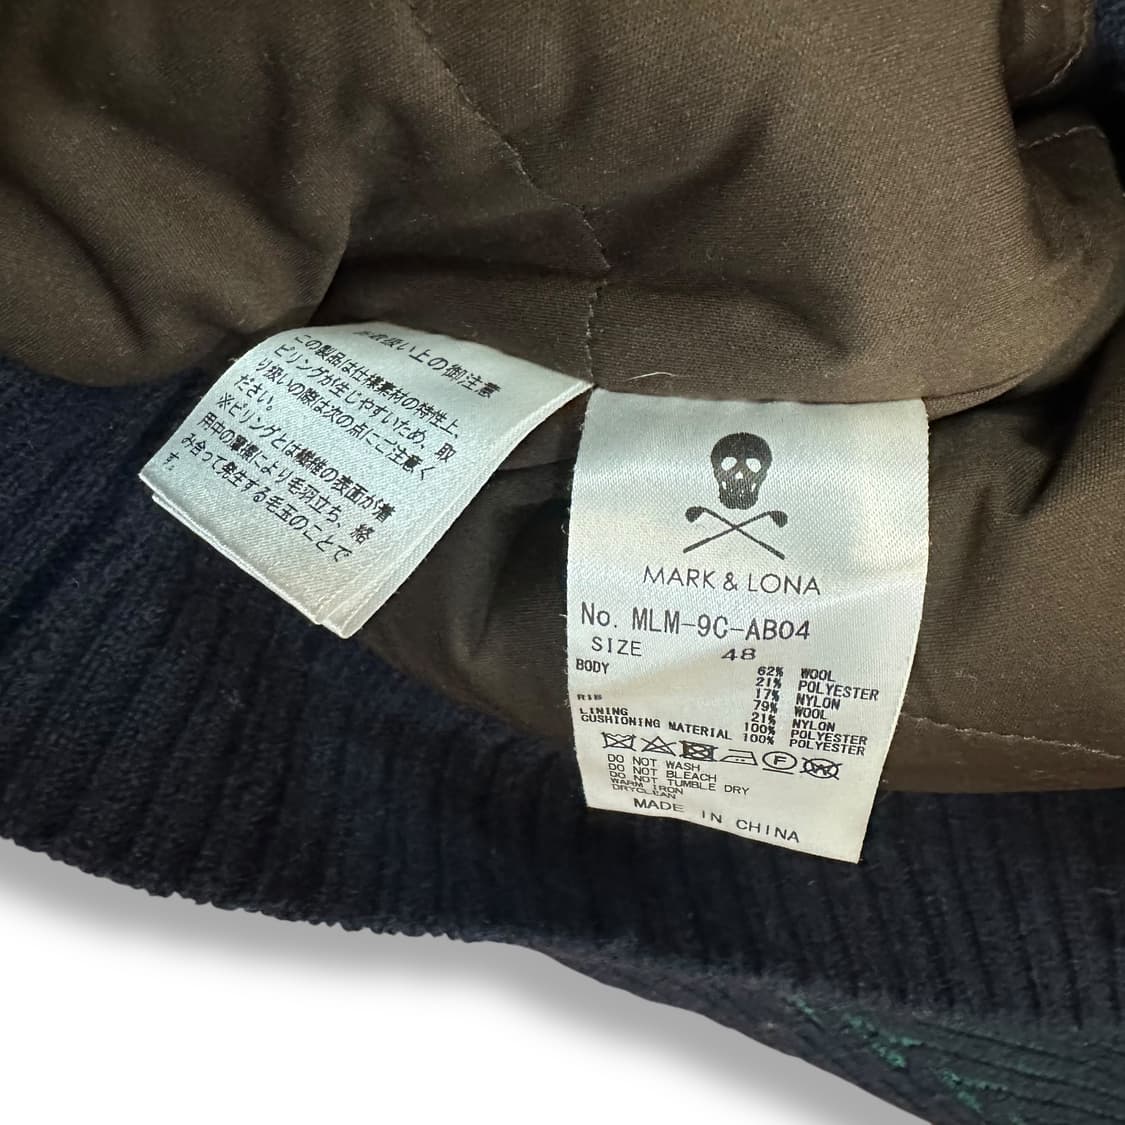 お取扱い上の御注意
この製品は仕様素材の特性上、
ピリングが生じやすいため、取
り扱いの際は次の点にご注意く
ださい。
※ピリングとは繊維の表面が着
用中の摩擦により毛羽立ち、絡
み合って発生する毛玉のことで
す。
MARK & LONA
No. MLM-9C-AB04
SIZE 48
BODY 62% WOOL
21% POLYESTER
17% NYLON
RIB 79% WOOL
21% NYLON
LINING 100% POLYESTER
CUSHIONING MATERIAL 100% POLYESTER
F
W
DO NOT WASH
DO NOT BLEACH
DO NOT TUMBLE DRY
WARM IRON
DRYCLEAN
MADE IN CHINA